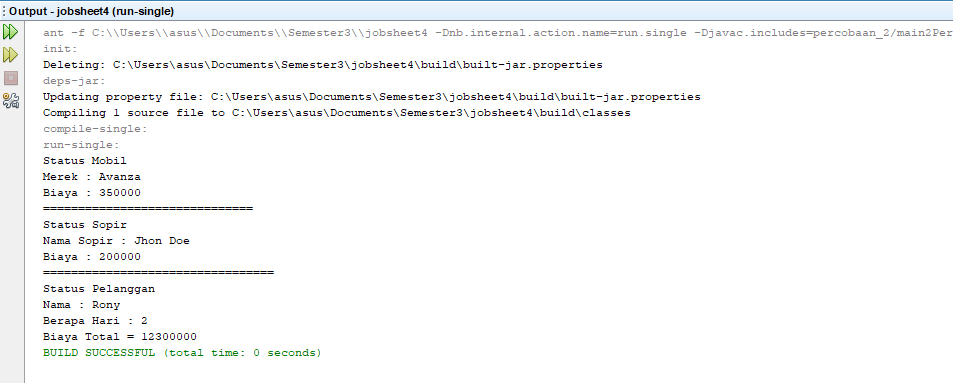 Output - jobsheet4 (run-single)
ant -f C:\\Users\\asus\\Documents\\Semester3\\jobsheet4 -Dnb.internal.action.name=run.single -Djavac.includes=percobaan_2/main2Per
init:
Deleting: C:\Users\asus\Documents\Semester3\jobsheet4\build\built-jar.properties
deps-jar:
Updating property file: C:\Users\asus\Documents\Semester3\jobsheet4\build\built-jar.properties
Compiling 1 source file to C:\Users\asus\Documents\Semester3\jobsheet4\build\classes
compile-single:
run-single:
Status Mobil
Merek : Avanza
Biaya : 350000
==============================
Status Sopir
Nama Sopir : Jhon Doe
Biaya : 200000
=================================
Status Pelanggan
Nama : Rony
Berapa Hari : 2
Biaya Total = 12300000
BUILD SUCCESSFUL (total time: 0 seconds)